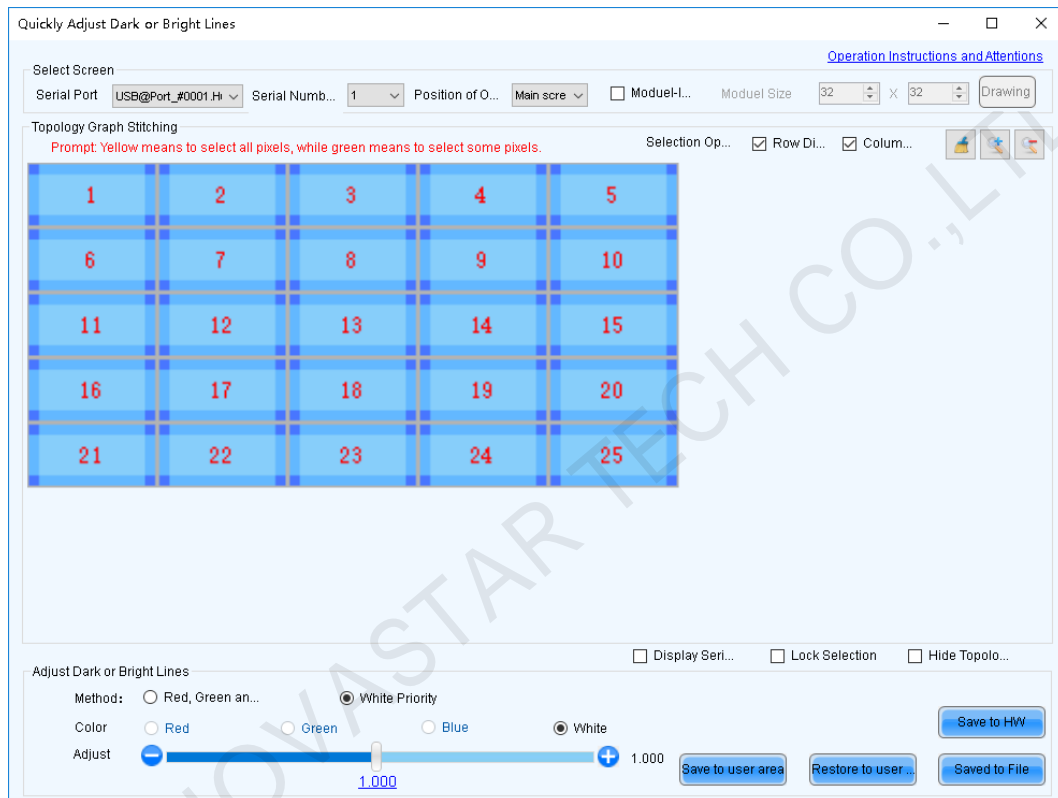 Quickly Adjust Dark or Bright Lines
Operation Instructions and Attentions
Select Screen
Serial Port USB@Port_#0001.Hu Serial Numb... 1 Position of O... Main scre Moduel-I... Moduel Size 32 X 32 Drawing
Topology Graph Stitching
Prompt: Yellow means to select all pixels, while green means to select some pixels. Selection Op... Row Di... Colum...
1 2 3 4 5
6 7 8 9 10
11 12 13 14 15
16 17 18 19 20
21 22 23 24 25
Display Seri... Lock Selection Hide Topolo...
Adjust Dark or Bright Lines
Method: Red, Green an... White Priority
Color Red Green Blue White
Save to HW
Adjust 1.000
1.000
Save to user area Restore to user ... Saved to File
NOVASTAR TECH CO.,LTD